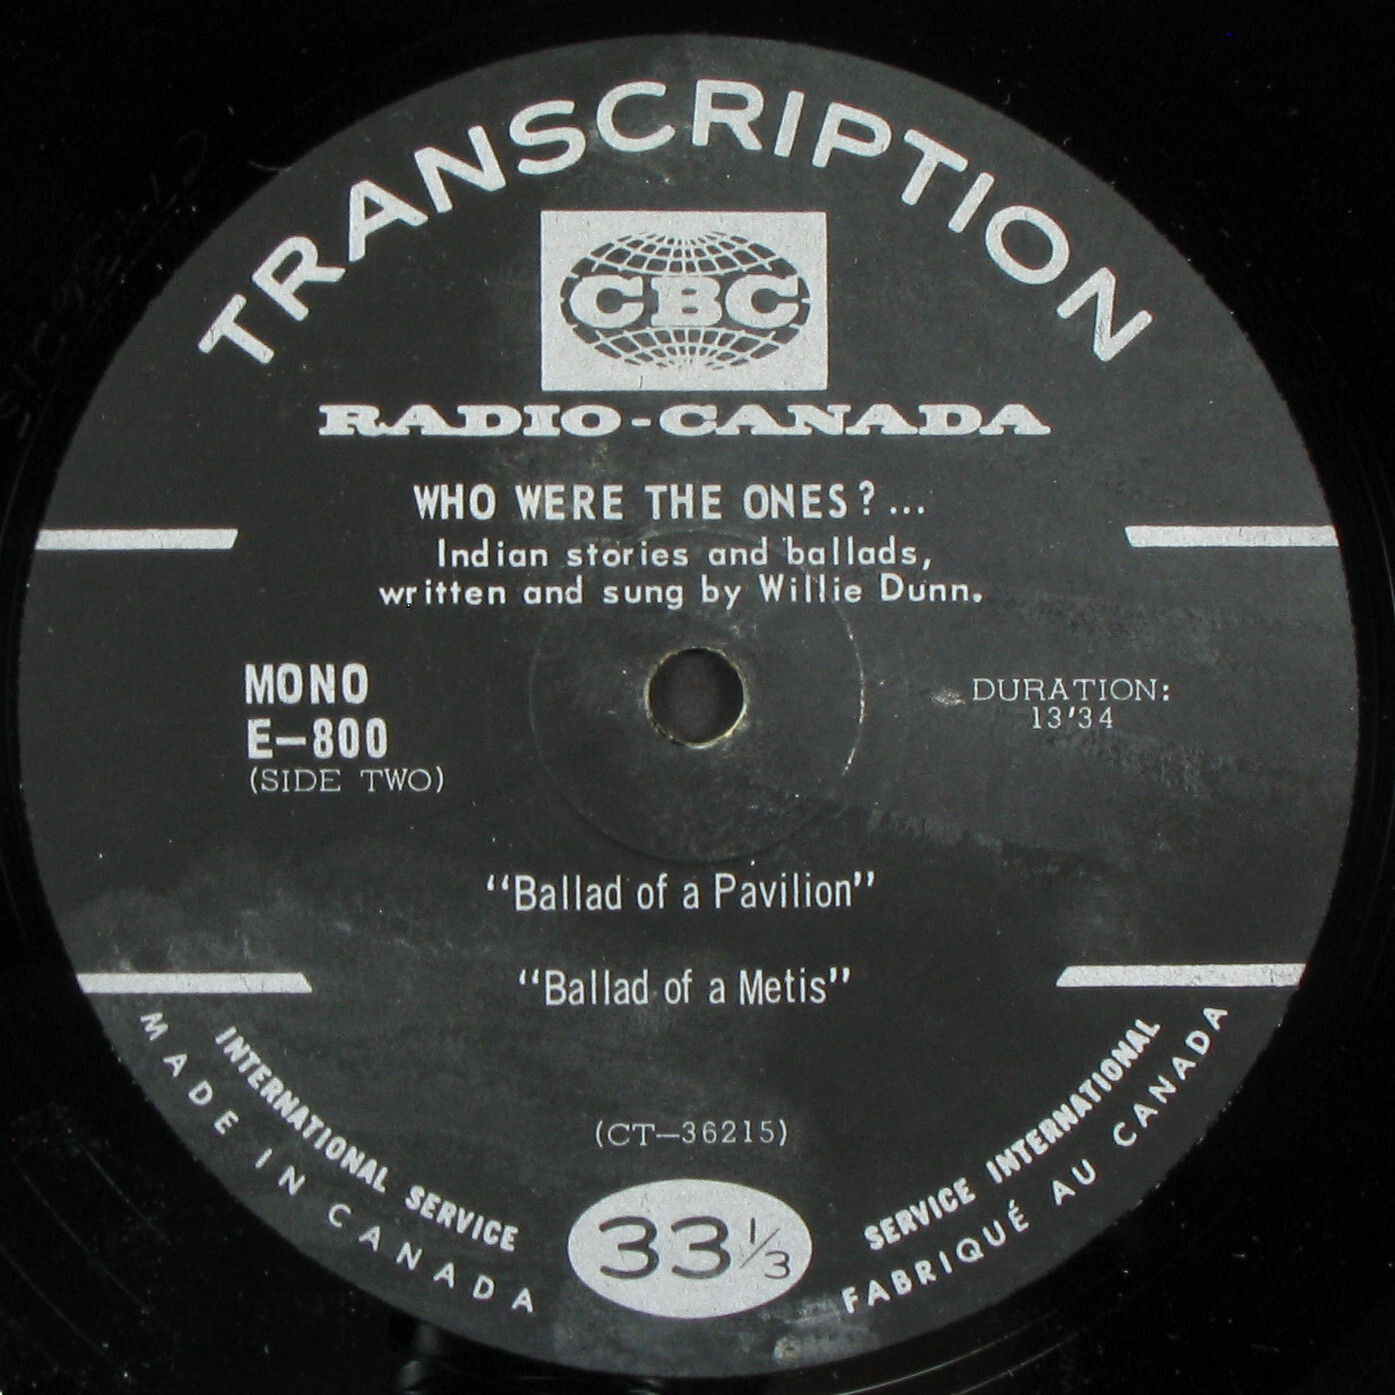 TRANSCRIPTION
CBC
RADIO-CANADA
WHO WERE THE ONES?...
Indian stories and ballads,
written and sung by Willie Dunn.
MONO
E-800
(SIDE TWO)
DURATION:
13'34
"Ballad of a Pavilion"
"Ballad of a Metis"
(CT-36215)
INTERNATIONAL SERVICE
MADE IN CANADA
33⅓
SERVICE INTERNATIONAL
FABRIQUÉ AU CANADA